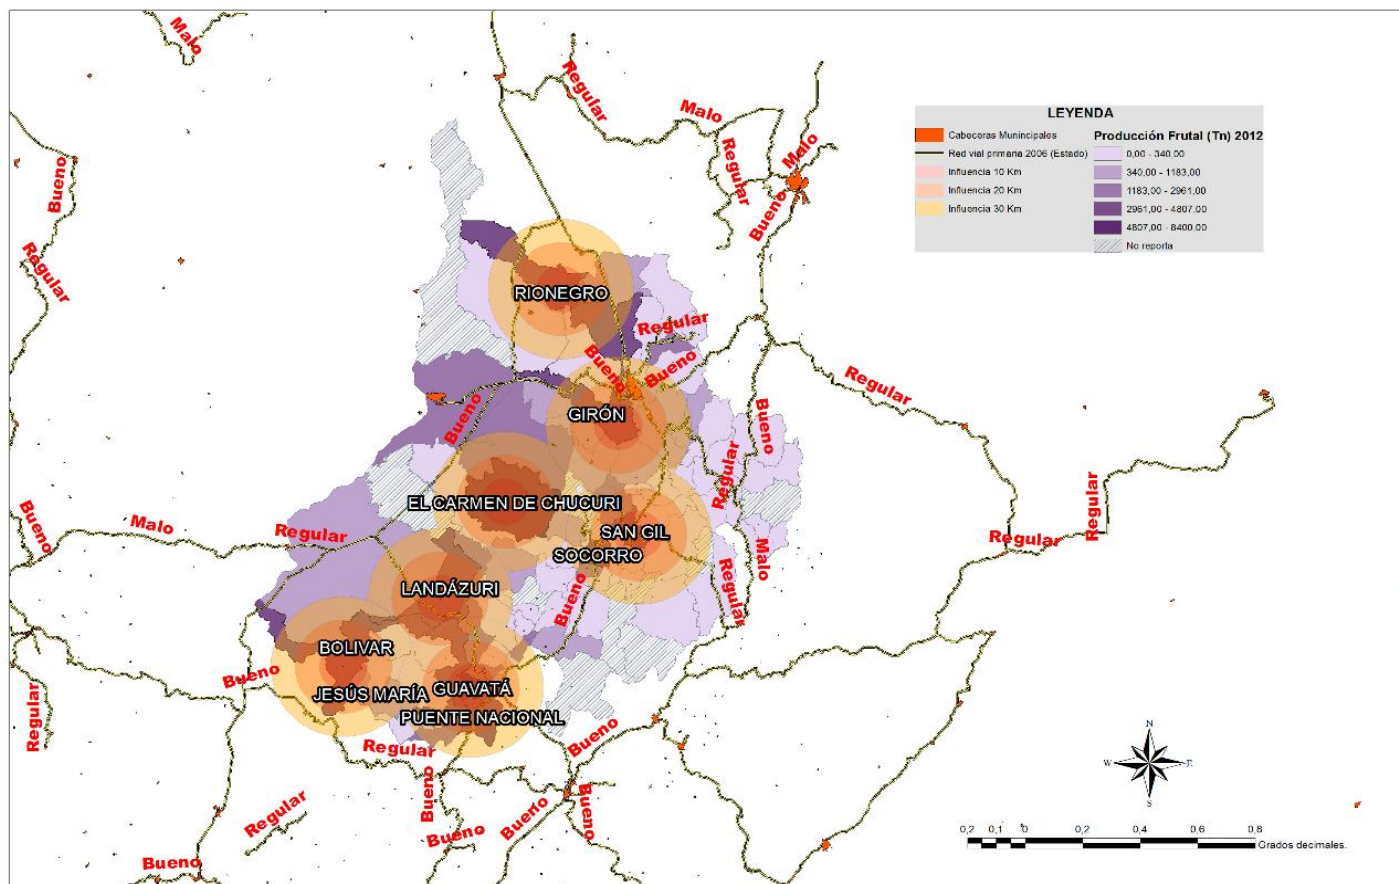 Malo
Regular
Malo
Malo
Regular
Bueno
Bueno
Regular
LEYENDA
Cabeceras Munincipales
Red vial primaria 2006 (Estado)
Influencia 10 Km
Influencia 20 Km
Influencia 30 Km
Producción Frutal (Tn) 2012
0,00 - 340,00
340,00 - 1183,00
1183,00 - 2961,00
2961,00 - 4807,00
4807,00 - 8400,00
No reporta
RIONEGRO
Regular
Bueno
Bueno
Regular
GIRÓN
Bueno
Bueno
Regular
EL CARMEN DE CHUCURI
Regular
Bueno
Malo
Regular
SAN GIL
SOCORRO
Malo
Regular
Bueno
Regular
LANDÁZURI
BOLIVAR
Bueno
JESÚS MARÍA
GUAVATÁ
PUENTE NACIONAL
Regular
Regular
Bueno
Bueno
Regular
Bueno
Bueno
Bueno
Bueno
N
W
E
S
0,2 0,1 0 0,2 0,4 0,6 0,8
Grados decimales.